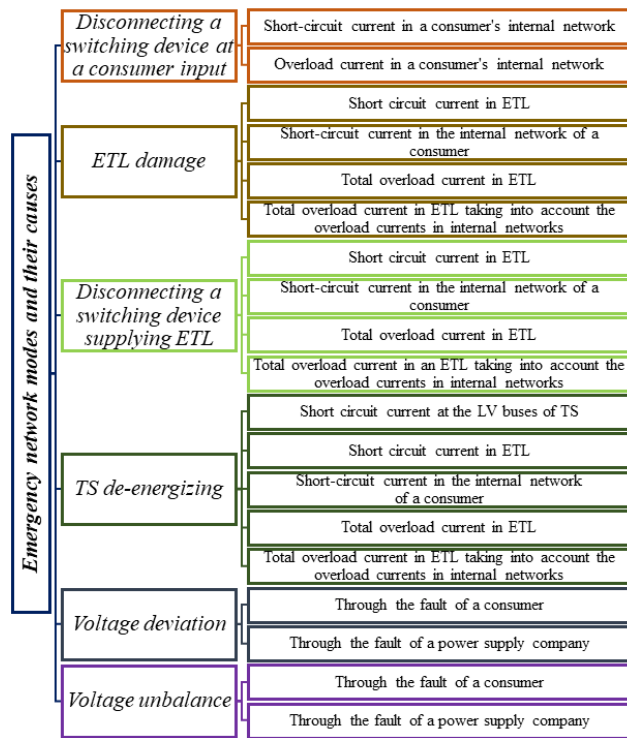 Emergency network modes and their causes
Disconnecting a
switching device at
a consumer input
Short-circuit current in a consumer's internal network
Overload current in a consumer's internal network
ETL damage
Short circuit current in ETL
Short-circuit current in the internal network of a
consumer
Total overload current in ETL
Total overload current in ETL taking into account the
overload currents in internal networks
Disconnecting a
switching device
supplying ETL
Short circuit current in ETL
Short-circuit current in the internal network of a
consumer
Total overload current in ETL
Total overload current in an ETL taking into account the
overload currents in internal networks
TS de-energizing
Short circuit current at the LV buses of TS
Short circuit current in ETL
Short-circuit current in the internal network
of a consumer
Total overload current in ETL
Total overload current in ETL taking into account the
overload currents in internal networks
Voltage deviation
Through the fault of a consumer
Through the fault of a power supply company
Voltage unbalance
Through the fault of a consumer
Through the fault of a power supply company